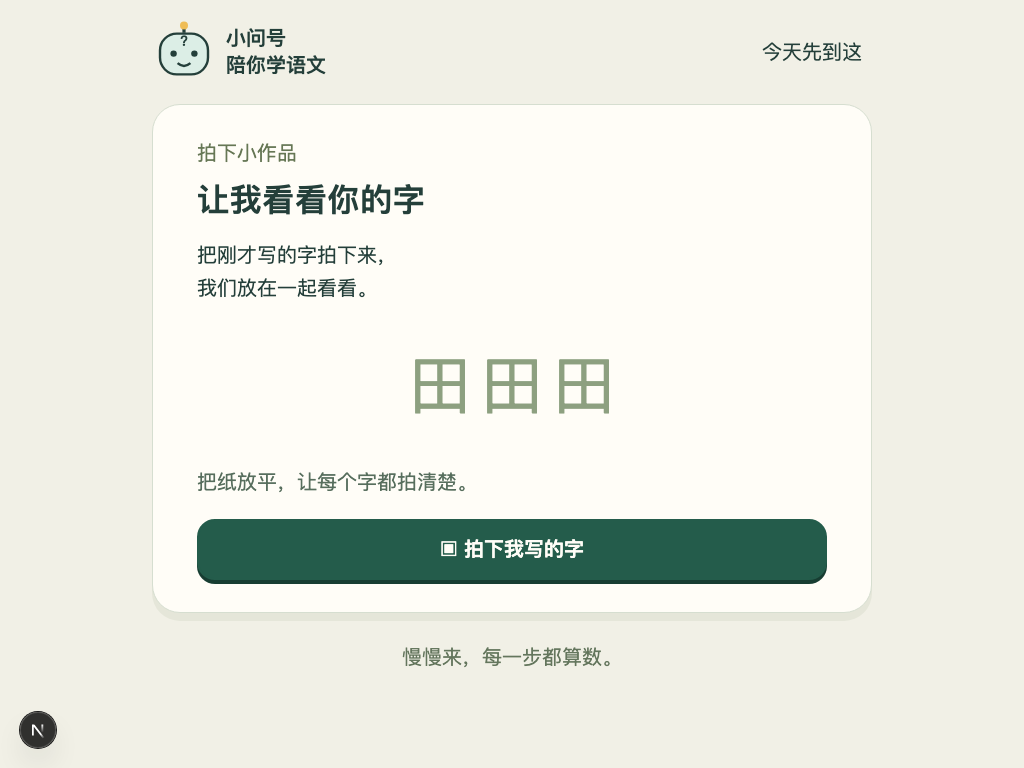 ?
小问号
陪你学语文
今天先到这
拍下小作品
让我看看你的字
把刚才写的字拍下来，
我们放在一起看看。
田 田 田
把纸放平，让每个字都拍清楚。
▣ 拍下我写的字
慢慢来，每一步都算数。
N